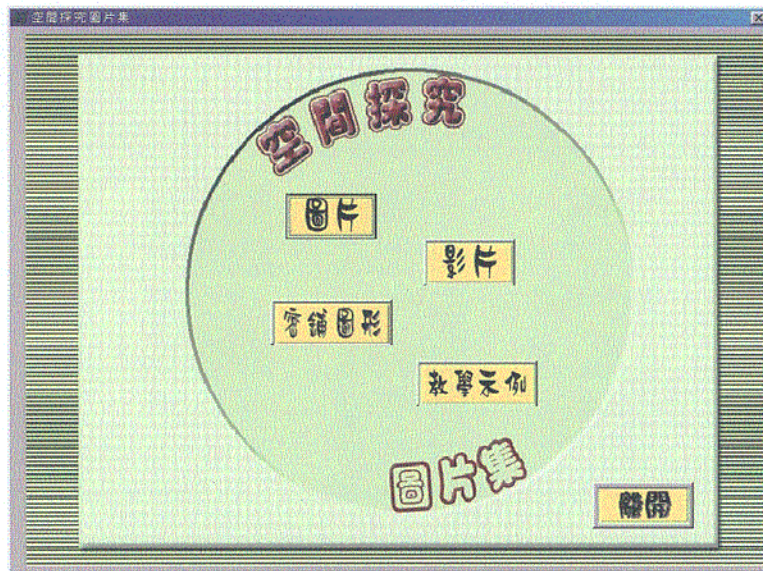 空間探究圖片集
空間探究
圖片
影片
密鋪圖形
教學示例
圖片集
離開